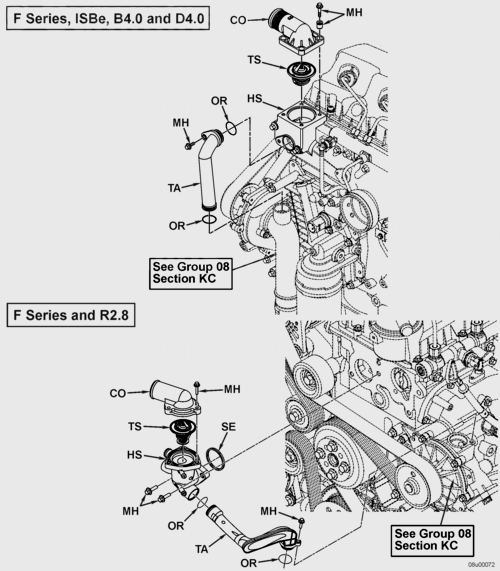 F Series, ISBe, B4.0 and D4.0
CO
MH
TS
OR
HS
MH
TA
OR
See Group 08
Section KC
F Series and R2.8
CO
MH
TS
SE
HS
MH
OR
TA
OR
MH
See Group 08
Section KC
08u00072